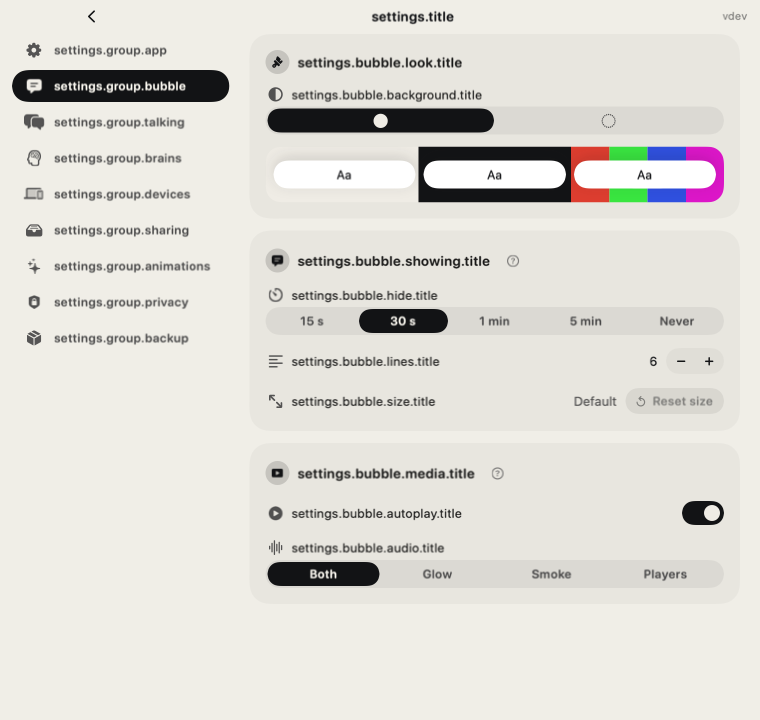 settings.title
vdev
settings.group.app
settings.group.bubble
settings.group.talking
settings.group.brains
settings.group.devices
settings.group.sharing
settings.group.animations
settings.group.privacy
settings.group.backup
settings.bubble.look.title
settings.bubble.background.title
Aa Aa Aa
settings.bubble.showing.title ?
settings.bubble.hide.title
15 s 30 s 1 min 5 min Never
settings.bubble.lines.title 6 − +
settings.bubble.size.title Default Reset size
settings.bubble.media.title ?
settings.bubble.autoplay.title
settings.bubble.audio.title
Both Glow Smoke Players